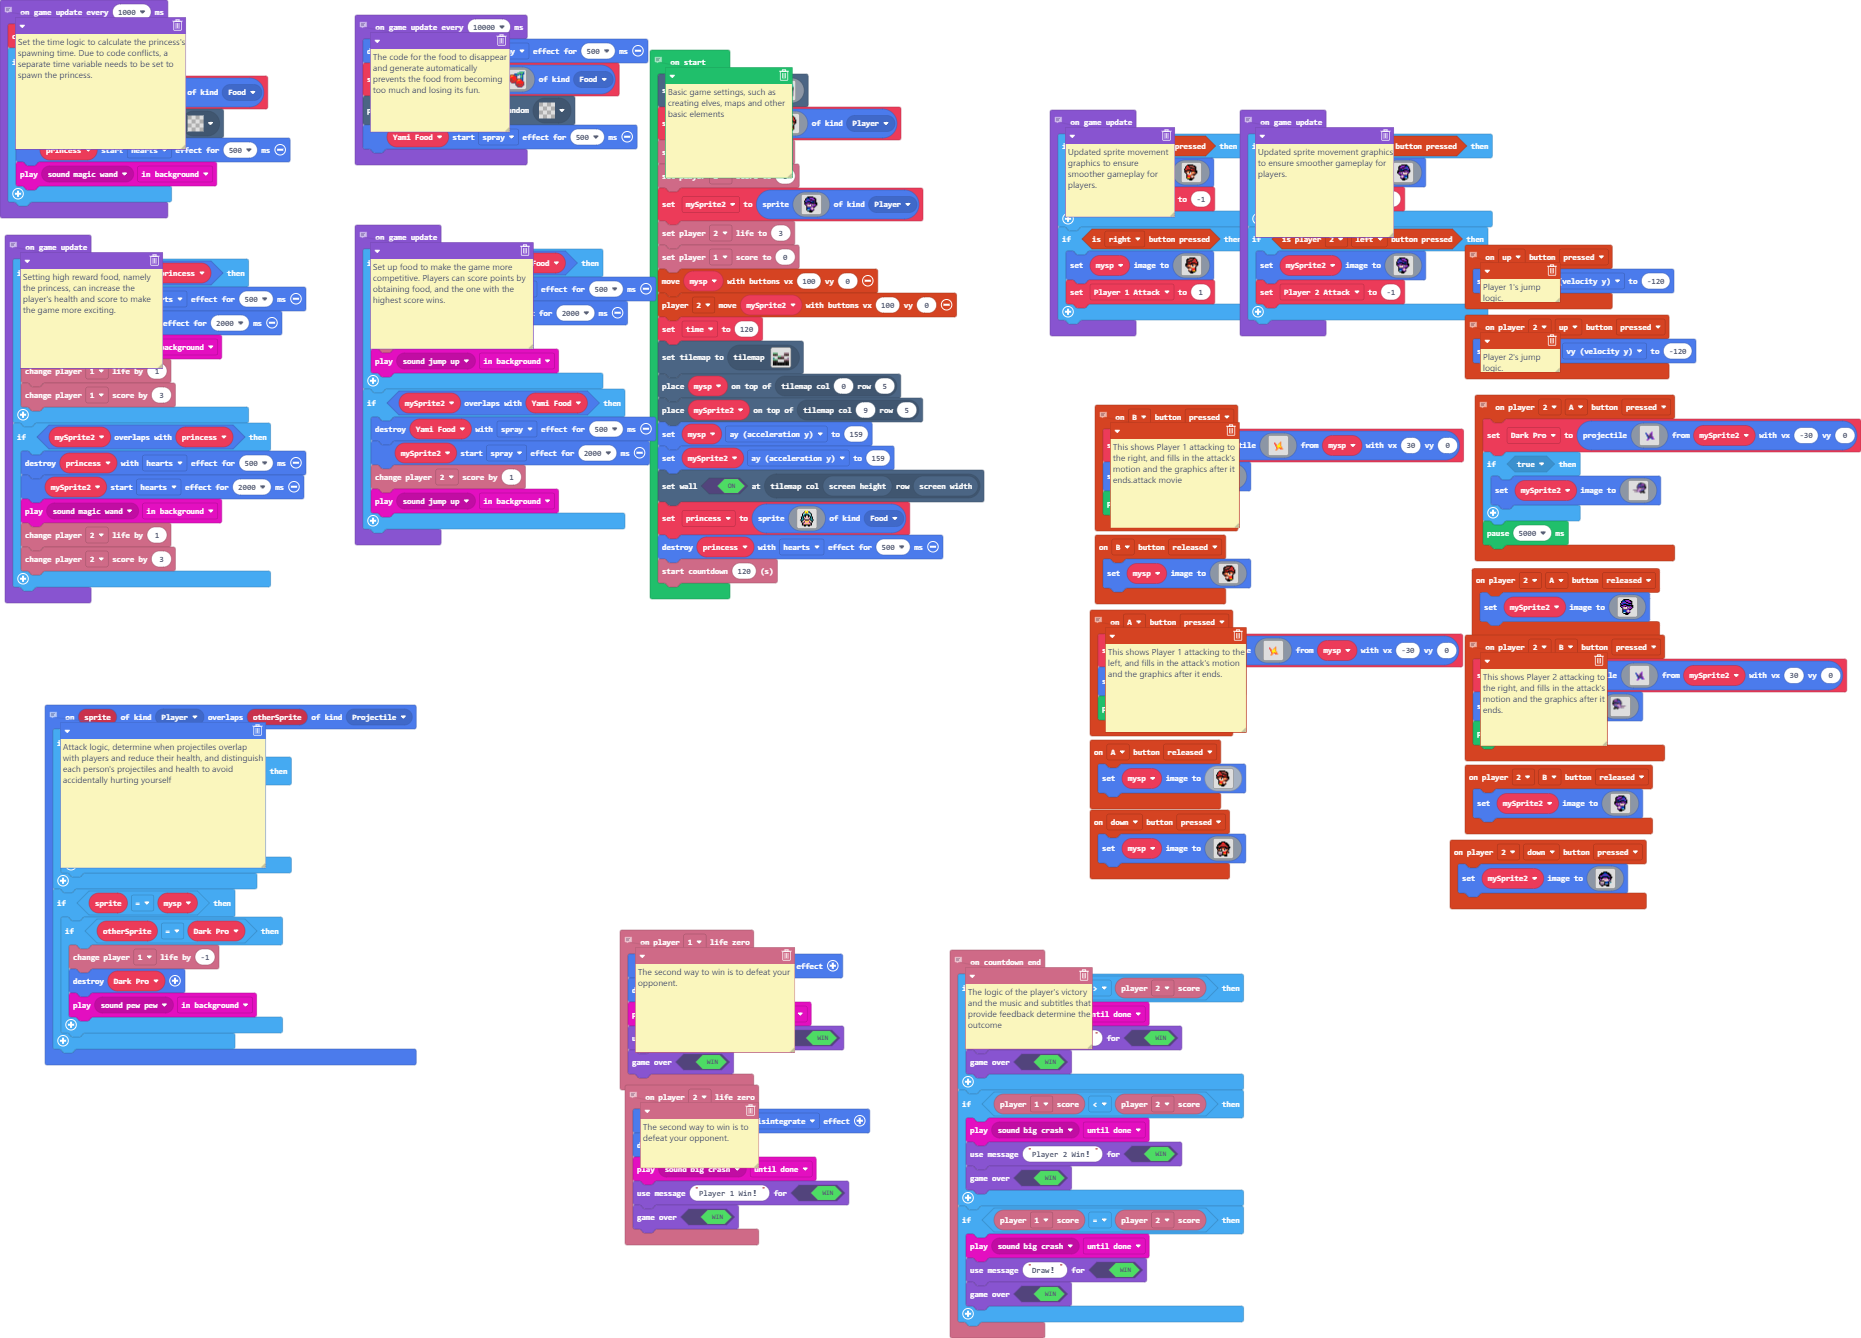 on game update every 1000 ms
Set the time logic to calculate the princess's
spawning time. Due to code conflicts, a
separate time variable needs to be set to
spawn the princess.
of kind Food
princess start hearts effect for 500 ms
play sound magic wand in background
on game update every 10000 ms
effect for 500 ms
The code for the food to disappear
and generate automatically
prevents the food from becoming
too much and losing its fun.
of kind Food
Yami Food start spray effect for 500 ms
on game update
Setting high reward food, namely
the princess, can increase the
player's health and score to make
the game more exciting.
princess then
effect for 500 ms
effect for 2000 ms
background
change player 1 life by 1
change player 1 score by 3
if mySprite2 overlaps with princess then
destroy princess with hearts effect for 500 ms
mySprite2 start hearts effect for 2000 ms
play sound magic wand in background
change player 2 life by 1
change player 2 score by 3
on game update
Set up food to make the game more
competitive. Players can score points by
obtaining food, and the one with the
highest score wins.
Food then
effect for 500 ms
for 2000 ms
play sound jump up in background
if mySprite2 overlaps with Yami Food then
destroy Yami Food with spray effect for 500 ms
mySprite2 start spray effect for 2000 ms
change player 2 score by 1
play sound jump up in background
on start
Basic game settings, such as
creating elves, maps and other
basic elements
of kind Player
set mySprite2 to sprite of kind Player
set player 2 life to 3
set player 1 score to 0
move mysp with buttons vx 100 vy 0
player 2 move mySprite2 with buttons vx 100 vy 0
set time to 120
set tilemap to tilemap
place mysp on top of tilemap col 0 row 5
place mySprite2 on top of tilemap col 9 row 5
set mysp ay (acceleration y) to 159
set mySprite2 ay (acceleration y) to 159
set wall ON at tilemap col screen height row screen width
set princess to sprite of kind Food
destroy princess with hearts effect for 500 ms
start countdown 120 (s)
on game update
pressed then
Updated sprite movement
graphics to ensure
smoother gameplay for
players.
to -1
if is right button pressed then
set mysp image to
set Player 1 Attack to 1
on game update
button pressed then
Updated sprite movement graphics
to ensure smoother gameplay for
players.
if is player 2 left button pressed then
set mySprite2 image to
set Player 2 Attack to -1
on up button pressed
velocity y) to -120
Player 1's jump
logic.
on player 2 up button pressed
vy (velocity y) to -120
Player 2's jump
logic.
on B button pressed
This shows Player 1 attacking to
the right, and fills in the attack's
motion and the graphics after it
ends.attack movie
from mysp with vx 30 vy 0
on B button released
set mysp image to
on A button pressed
This shows Player 1 attacking to the
left, and fills in the attack's motion
and the graphics after it ends.
from mysp with vx -30 vy 0
on A button released
set mysp image to
on down button pressed
set mysp image to
on player 2 A button pressed
set Dark Pro to projectile from mySprite2 with vx -30 vy 0
if true then
set mySprite2 image to
pause 5000 ms
on player 2 A button released
set mySprite2 image to
on player 2 B button pressed
This shows Player 2 attacking to
the right, and fills in the attack's
motion and the graphics after it
ends.
from mySprite2 with vx 30 vy 0
on player 2 B button released
set mySprite2 image to
on player 2 down button pressed
set mySprite2 image to
on sprite of kind Player overlaps otherSprite of kind Projectile
Attack logic, determine when projectiles overlap
with players and reduce their health, and distinguish
each person's projectiles and health to avoid
accidentally hurting yourself
then
if sprite = mysp then
if otherSprite = Dark Pro then
change player 1 life by -1
destroy Dark Pro
play sound pew pew in background
on player 1 life zero
effect
The second way to win is to defeat your
opponent.
WIN
game over WIN
on player 2 life zero
disintegrate effect
The second way to win is to
defeat your opponent.
play sound big crash until done
use message "Player 1 Win!" for WIN
game over WIN
on countdown end
> player 2 score then
The logic of the player's victory
and the music and subtitles that
provide feedback determine the
outcome
until done
for WIN
game over WIN
if player 1 score < player 2 score then
play sound big crash until done
use message "Player 2 Win!" for WIN
game over WIN
if player 1 score = player 2 score then
play sound big crash until done
use message "Draw!" for WIN
game over WIN